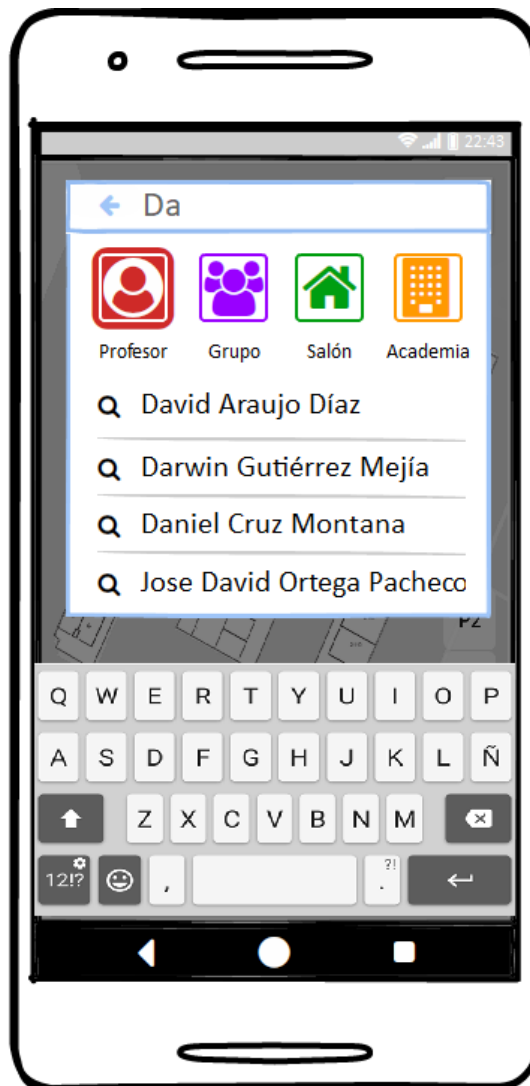 22:43
Da
Profesor Grupo Salón Academia
David Araujo Díaz
Darwin Gutiérrez Mejía
Daniel Cruz Montana
Jose David Ortega Pacheco
P2
Q W E R T Y U I O P
A S D F G H J K L Ñ
Z X C V B N M
12!? , . ?!